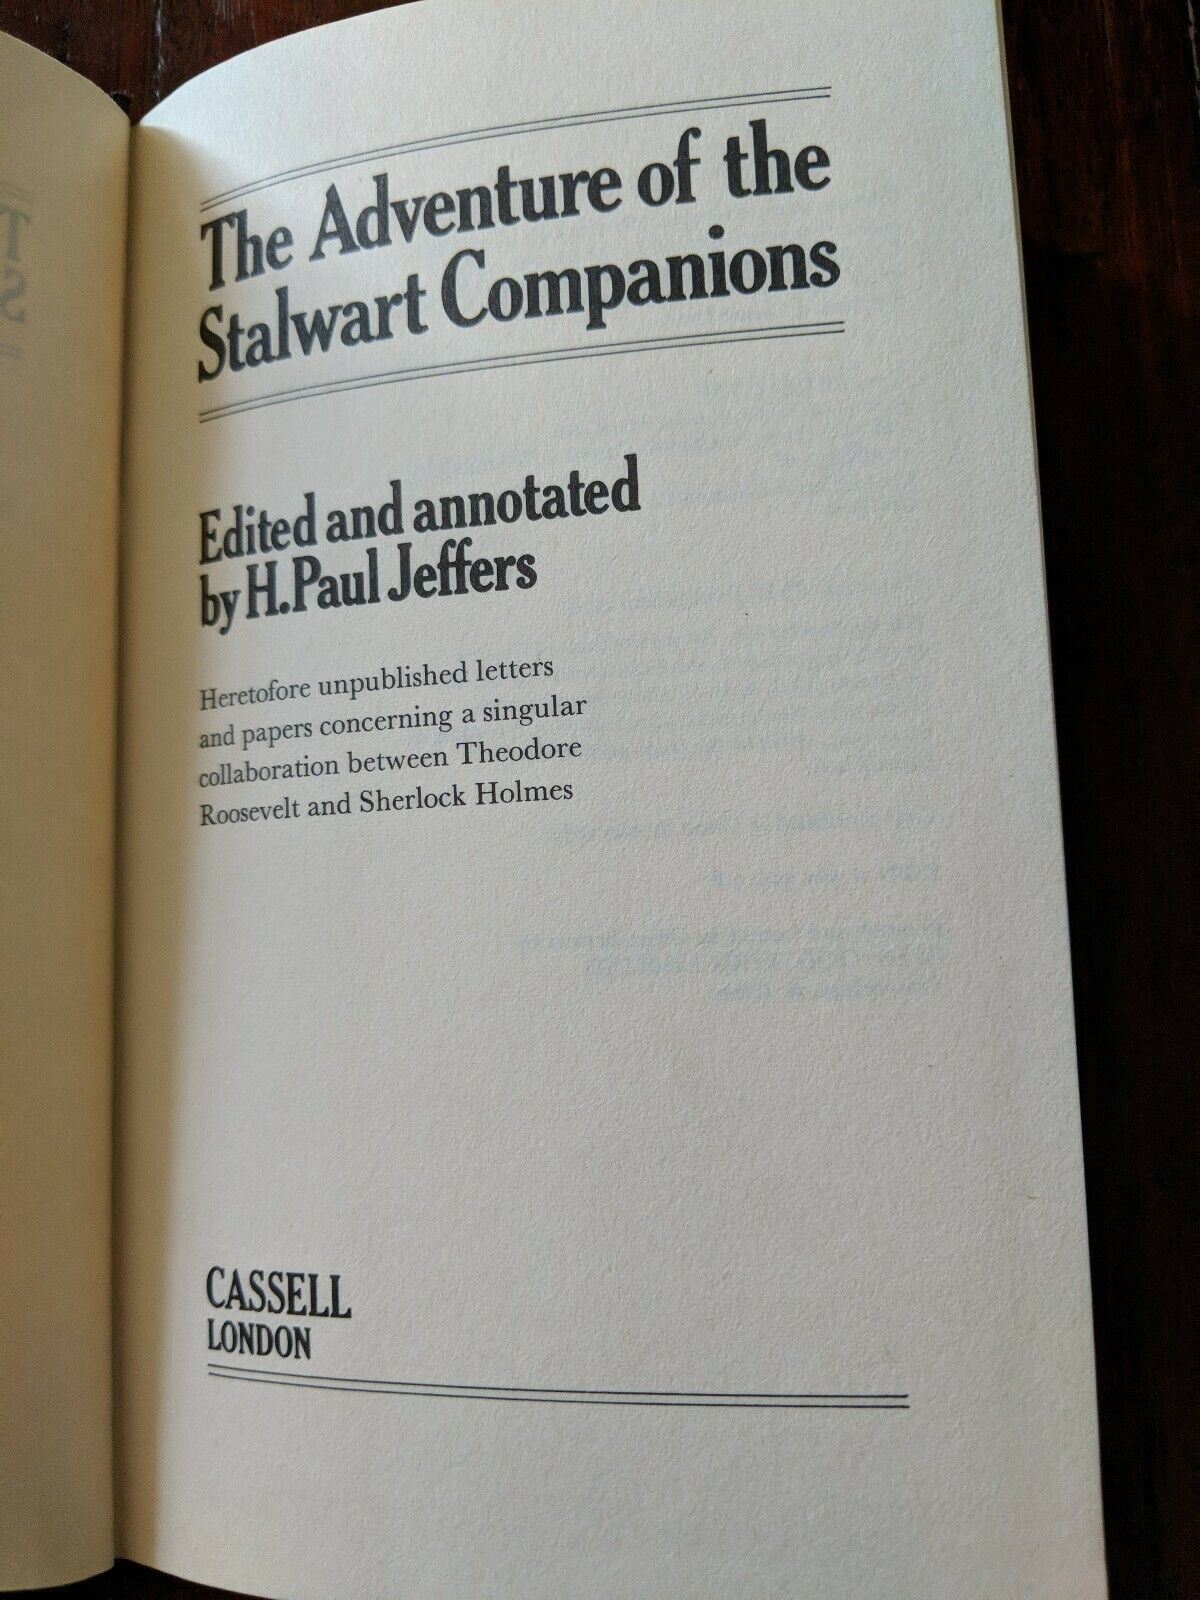 The Adventure of the
Stalwart Companions
Edited and annotated
by H. Paul Jeffers
Heretofore unpublished letters
and papers concerning a singular
collaboration between Theodore
Roosevelt and Sherlock Holmes
CASSELL
LONDON